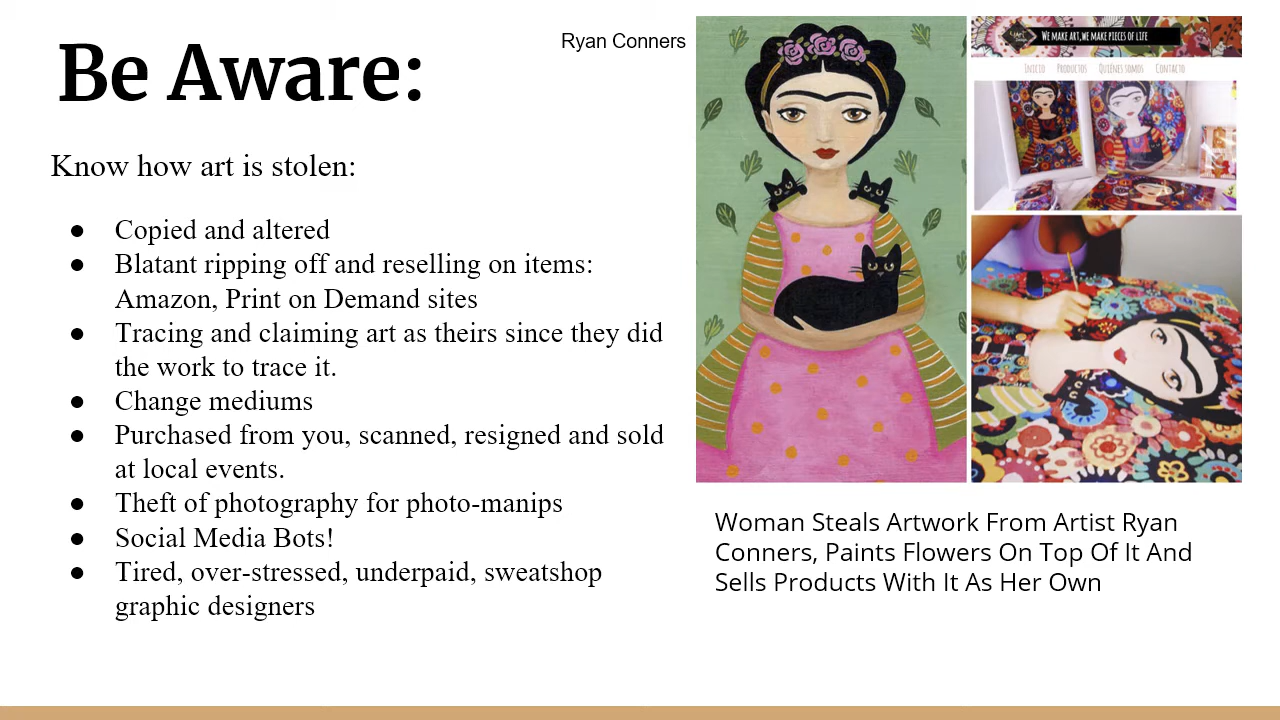 Be Aware:
Ryan Conners
Know how art is stolen:
● Copied and altered
● Blatant ripping off and reselling on items:
Amazon, Print on Demand sites
● Tracing and claiming art as theirs since they did
the work to trace it.
● Change mediums
● Purchased from you, scanned, resigned and sold
at local events.
● Theft of photography for photo-manips
● Social Media Bots!
● Tired, over-stressed, underpaid, sweatshop
graphic designers
WE MAKE ART, WE MAKE PIECES OF LIFE
INICIO PRODUCTOS QUIÉNES SOMOS CONTACTO
Woman Steals Artwork From Artist Ryan
Conners, Paints Flowers On Top Of It And
Sells Products With It As Her Own